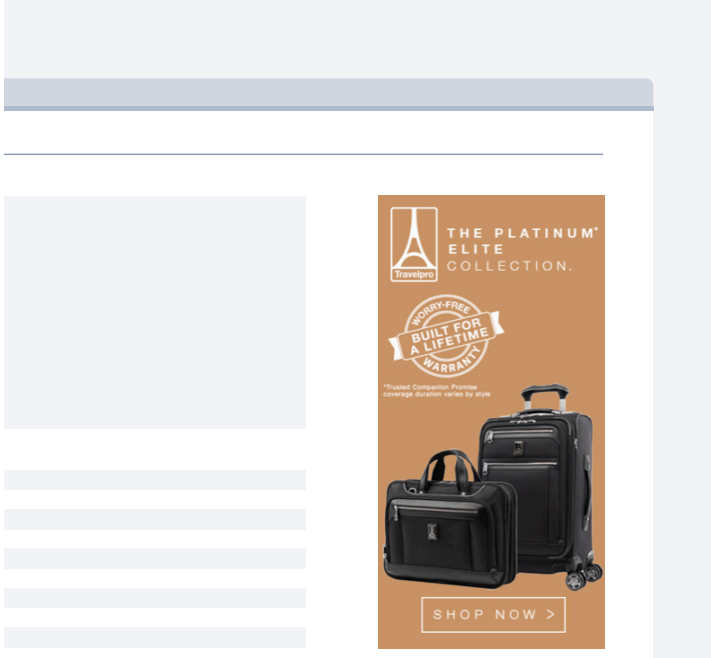 THE PLATINUM*
ELITE
COLLECTION.
Travelpro
WORRY-FREE
BUILT FOR
A LIFETIME
WARRANTY
*Trusted Companion Promise
coverage duration varies by style
SHOP NOW >